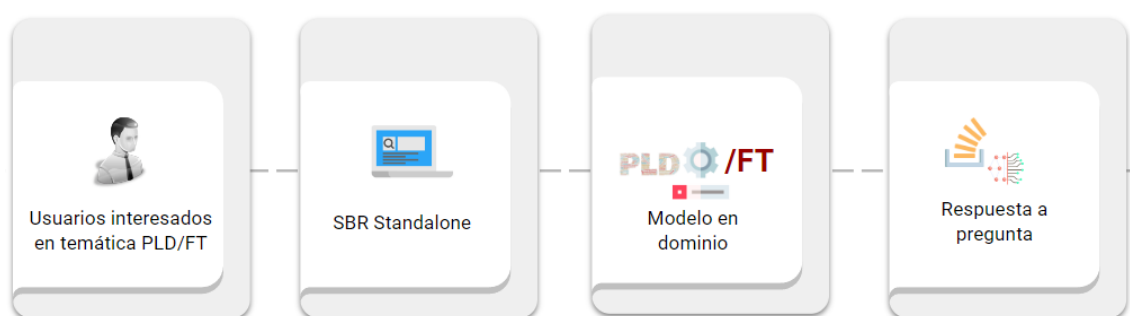 Usuarios interesados
en temática PLD/FT
SBR Standalone
PLD /FT
Modelo en
dominio
Respuesta a
pregunta